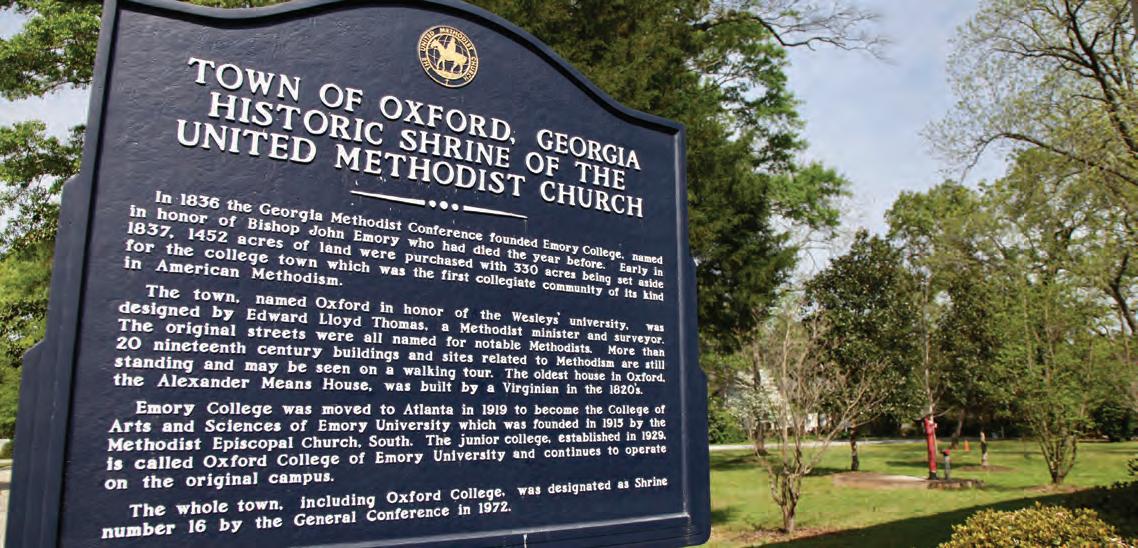 THE UNITED METHODIST CHURCH
TOWN OF OXFORD, GEORGIA
HISTORIC SHRINE OF THE
UNITED METHODIST CHURCH
In 1836 the Georgia Methodist Conference founded Emory College, named
in honor of Bishop John Emory who had died the year before. Early in
1837, 1452 acres of land were purchased with 330 acres being set aside
for the college town which was the first collegiate community of its kind
in American Methodism.
The town, named Oxford in honor of the Wesleys' university, was
designed by Edward Lloyd Thomas, a Methodist minister and surveyor.
The original streets were all named for notable Methodists. More than
20 nineteenth century buildings and sites related to Methodism are still
standing and may be seen on a walking tour. The oldest house in Oxford,
the Alexander Means House, was built by a Virginian in the 1820's.
Emory College was moved to Atlanta in 1919 to become the College of
Arts and Sciences of Emory University which was founded in 1915 by the
Methodist Episcopal Church, South. The junior college, established in 1929,
is called Oxford College of Emory University and continues to operate
on the original campus.
The whole town, including Oxford College, was designated as Shrine
number 16 by the General Conference in 1972.